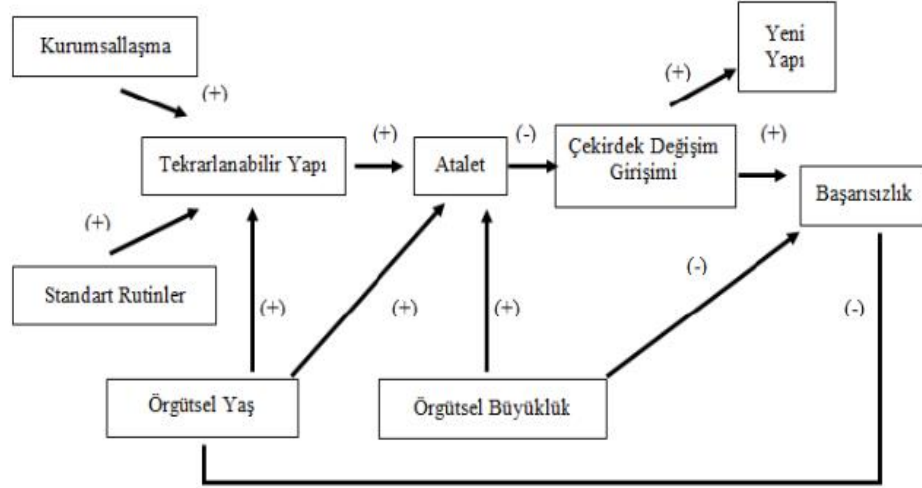 Kurumsallaşma
Yeni
Yapı
(+)
(+)
Tekrarlanabilir Yapı
(+)
Atalet
(-)
Çekirdek Değişim
Girişimi
(+)
Başarısızlık
(+)
Standart Rutinler
(+)
(+)
(+)
(-)
(-)
Örgütsel Yaş
Örgütsel Büyüklük